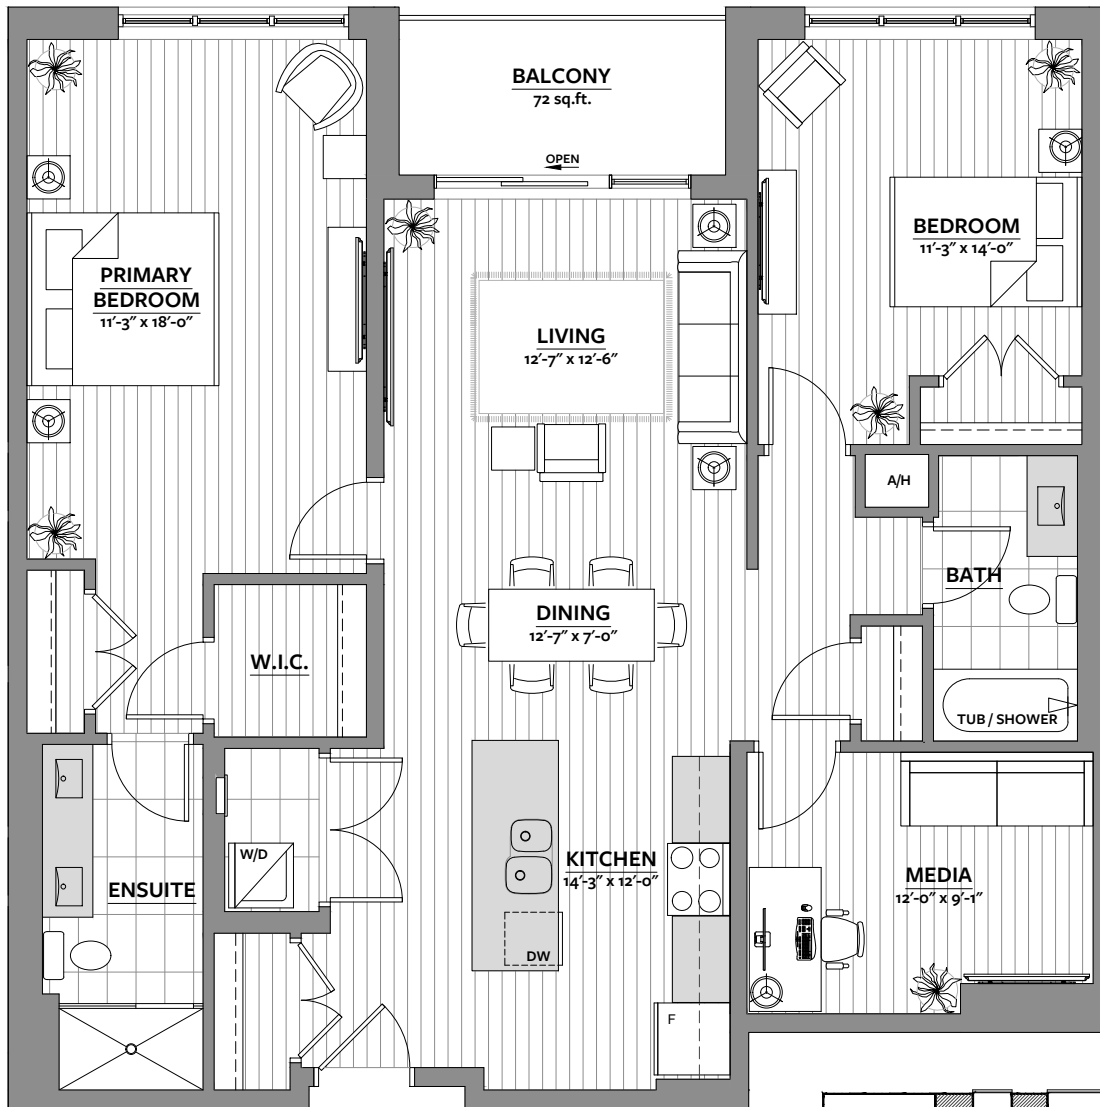 BALCONY
72 sq.ft.
OPEN
BEDROOM
11'-3" x 14'-0"
PRIMARY
BEDROOM
11'-3" x 18'-0"
LIVING
12'-7" x 12'-6"
A/H
BATH
DINING
12'-7" x 7'-0"
W.I.C.
TUB / SHOWER
W/D
KITCHEN
14'-3" x 12'-0"
ENSUITE
MEDIA
12'-0" x 9'-1"
DW
F